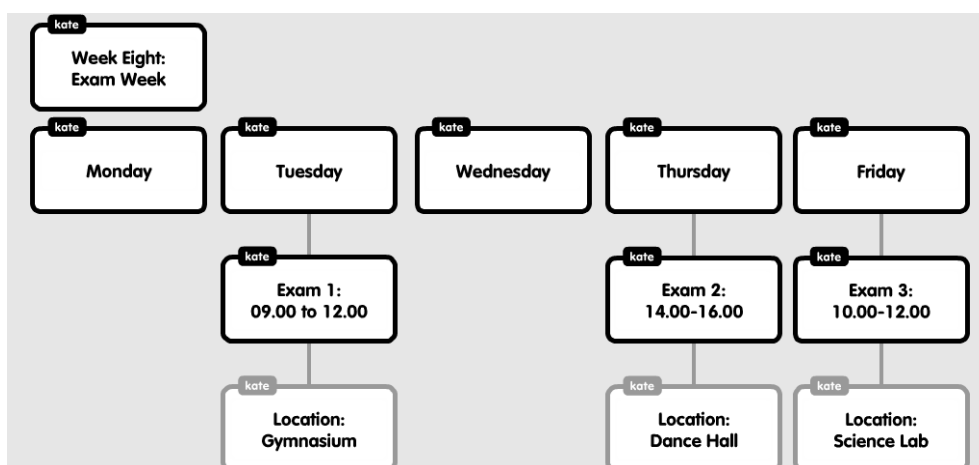 kate
Week Eight:
Exam Week
kate
Monday
kate
Tuesday
kate
Wednesday
kate
Thursday
kate
Friday
kate
Exam 1:
09.00 to 12.00
kate
Exam 2:
14.00-16.00
kate
Exam 3:
10.00-12.00
kate
Location:
Gymnasium
kate
Location:
Dance Hall
kate
Location:
Science Lab